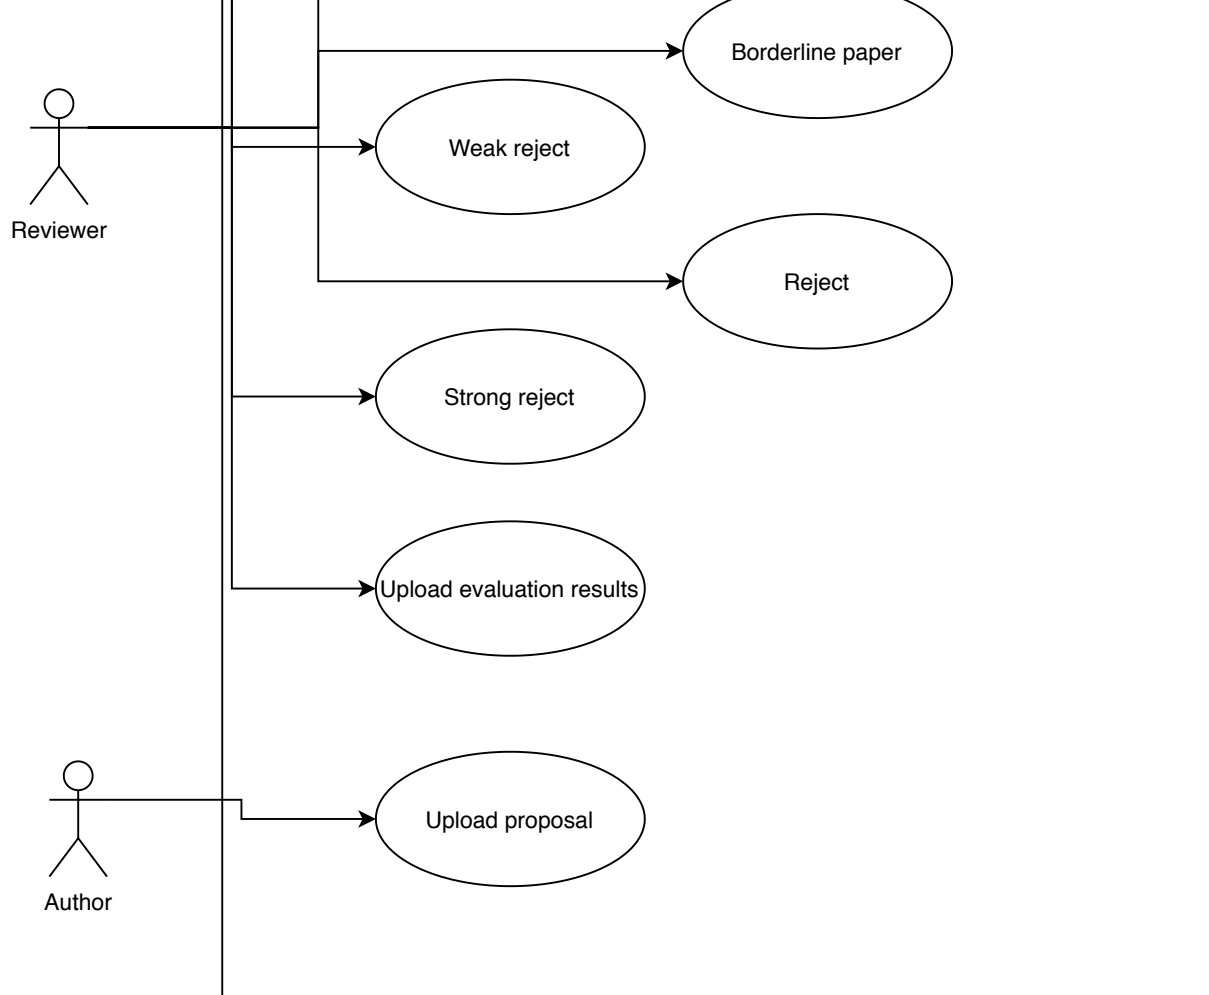 Borderline paper
Weak reject
Reviewer
Reject
Strong reject
Upload evaluation results
Upload proposal
Author